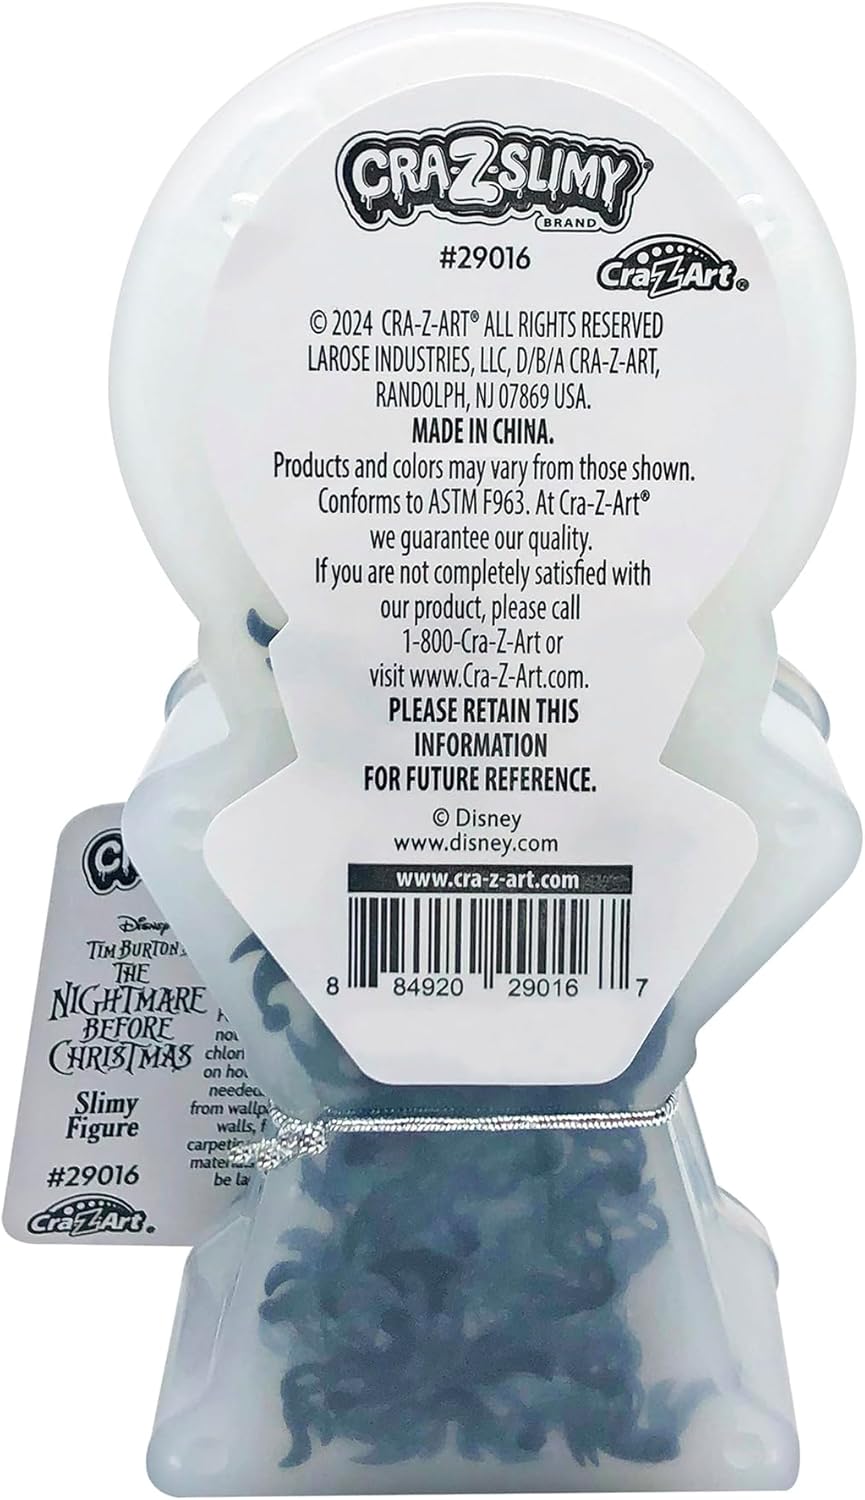 CRA-Z-SLIMY
BRAND
#29016
Cra-Z-Art®
© 2024 CRA-Z-ART® ALL RIGHTS RESERVED
LAROSE INDUSTRIES, LLC, D/B/A CRA-Z-ART,
RANDOLPH, NJ 07869 USA.
MADE IN CHINA.
Products and colors may vary from those shown.
Conforms to ASTM F963. At Cra-Z-Art®
we guarantee our quality.
If you are not completely satisfied with
our product, please call
1-800-Cra-Z-Art or
visit www.Cra-Z-Art.com.
PLEASE RETAIN THIS
INFORMATION
FOR FUTURE REFERENCE.
© Disney
www.disney.com
www.cra-z-art.com
8 84920 29016 7
Disney
TIM BURTON'S
THE
NIGHTMARE
BEFORE
CHRISTMAS
Slimy
Figure
#29016
Cra-Z-Art®
on
needed
from
walls,
be